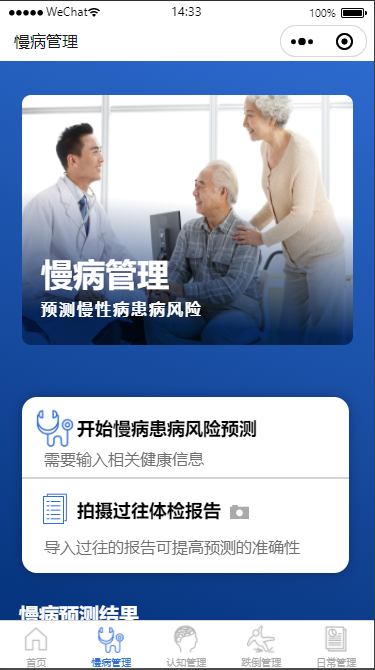 WeChat
14:33
100%
慢病管理
慢病管理
预测慢性病患病风险
开始慢病患病风险预测
需要输入相关健康信息
拍摄过往体检报告
导入过往的报告可提高预测的准确性
慢病预测结果
首页
慢病管理
认知管理
跌倒管理
日常管理